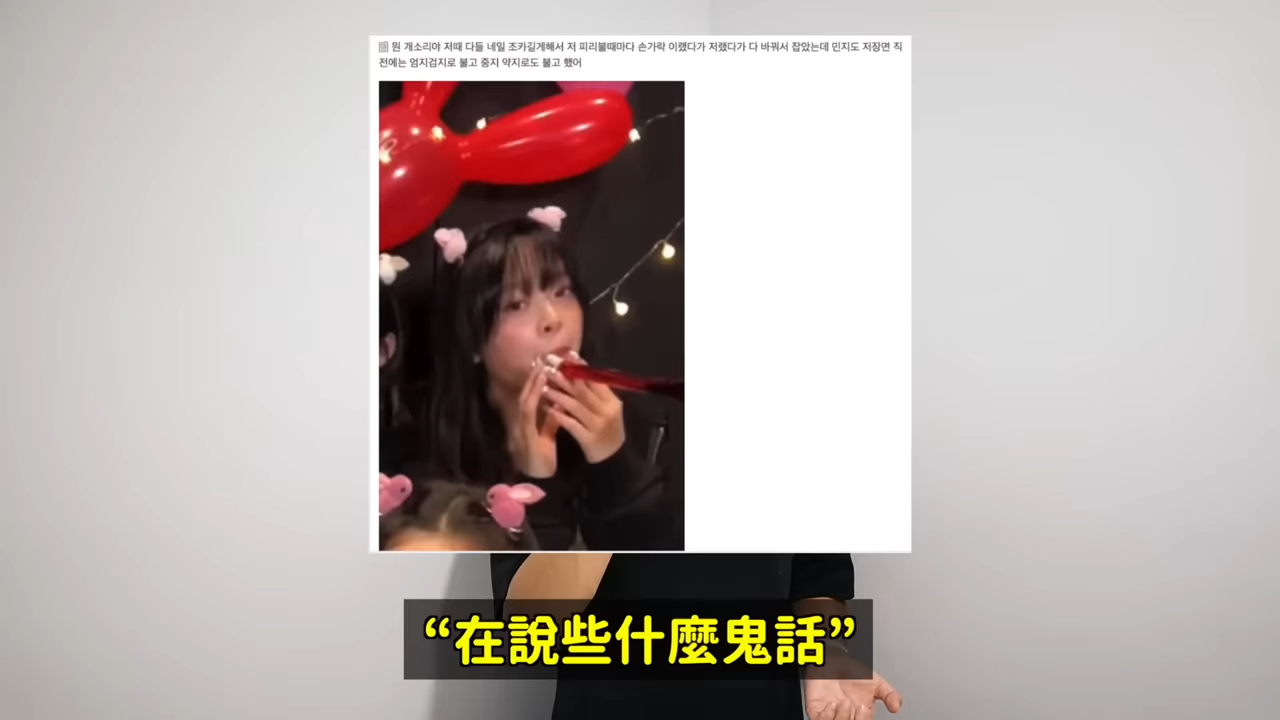 뭔 개소리야 저때 다들 네일 조카길게해서 저 피리불때마다 손가락 이랬다가 저랬다가 다 바꿔서 잡았는데 민지도 저장면 직
전에는 엄지검지로 불고 중지 약지로도 불고 했어
“在說些什麼鬼話”